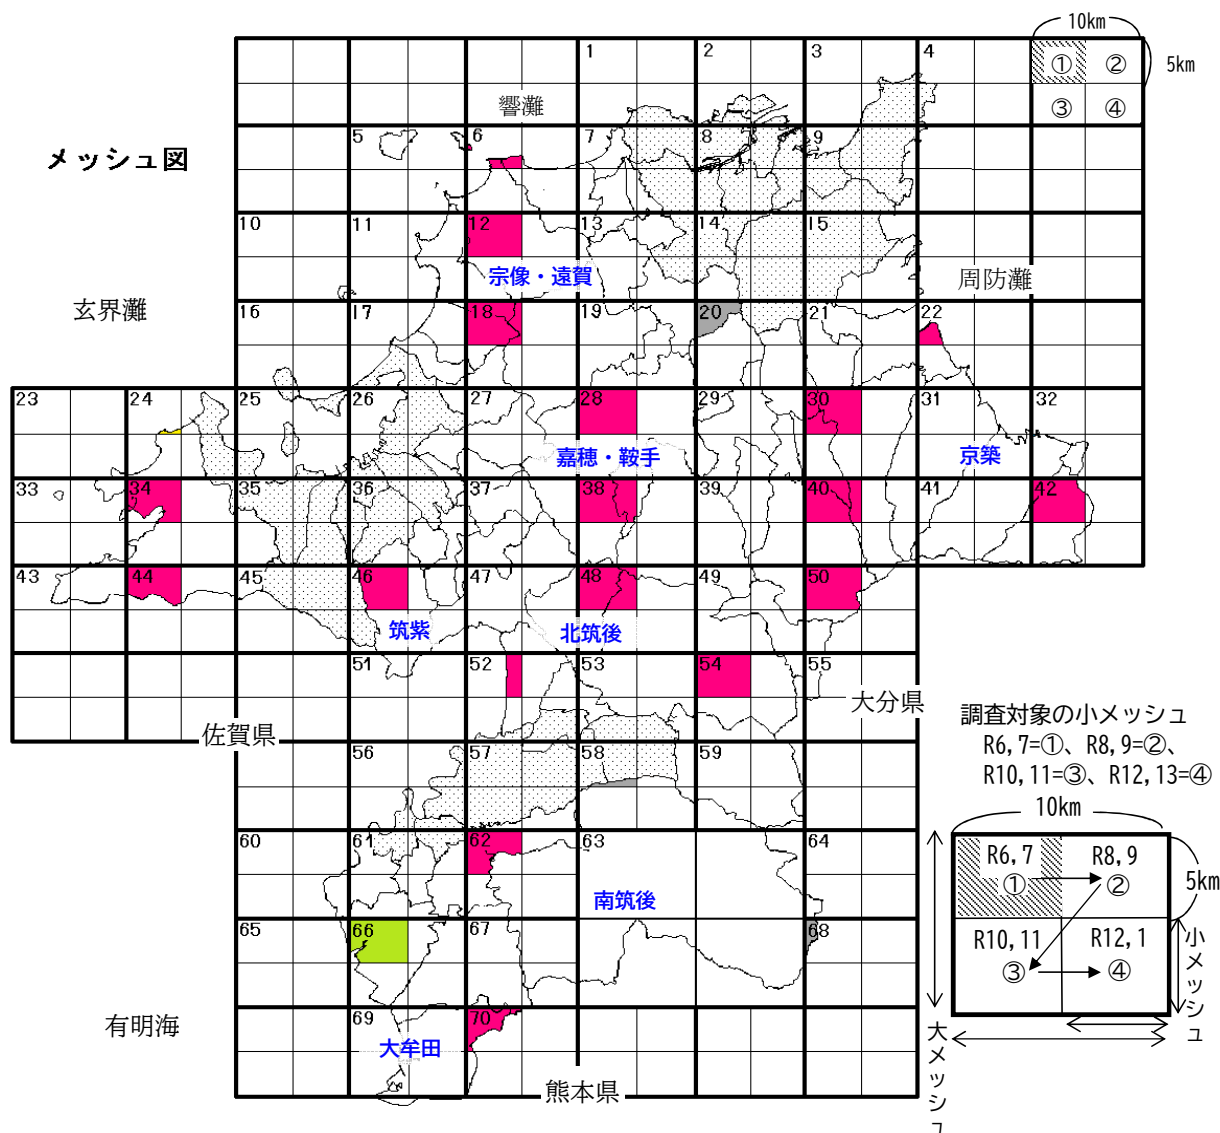 10km
1 2 3 4 ① ②
5km
③ ④
響灘
メッシュ図
5 6 7 8 9
10 11 12 13 14 15
宗像・遠賀
周防灘
玄界灘
16 17 18 19 20 21 22
23 24 25 26 27 28 29 30 31 32
嘉穂・鞍手
京築
33 34 35 36 37 38 39 40 41 42
43 44 45 46 47 48 49 50
筑紫
北筑後
51 52 53 54 55
大分県
佐賀県
調査対象の小メッシュ
R6,7=①、R8,9=②、
R10,11=③、R12,13=④
56 57 58 59
10km
60 61 62 63 64
R6,7
①
R8,9
②
5km
南筑後
65 66 67 68
R10,11
③
R12,1
④
小メッシュ
有明海
69 70
大牟田
大メッシュ
熊本県